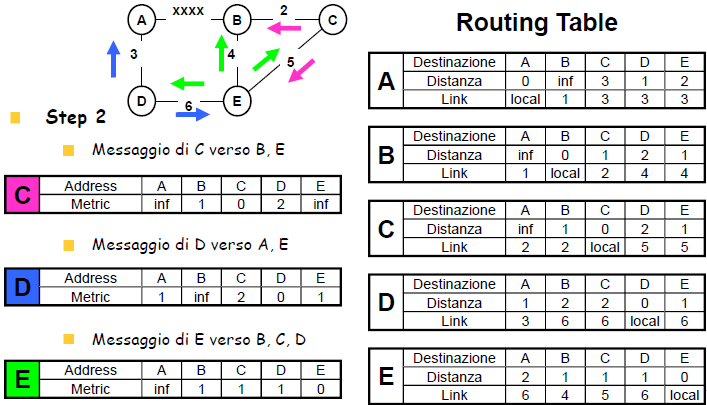 Routing Table
A xxxx B 2 C
3 4 5
D 6 E
Step 2
Messaggio di C verso B, E
C
Address A B C D E
Metric inf 1 0 2 inf
Messaggio di D verso A, E
D
Address A B C D E
Metric 1 inf 2 0 1
Messaggio di E verso B, C, D
E
Address A B C D E
Metric inf 1 1 1 0
A
Destinazione A B C D E
Distanza 0 inf 3 1 2
Link local 1 3 3 3
B
Destinazione A B C D E
Distanza inf 0 1 2 1
Link 1 local 2 4 4
C
Destinazione A B C D E
Distanza inf 1 0 2 1
Link 2 2 local 5 5
D
Destinazione A B C D E
Distanza 1 2 2 0 1
Link 3 6 6 local 6
E
Destinazione A B C D E
Distanza 2 1 1 1 0
Link 6 4 5 6 local